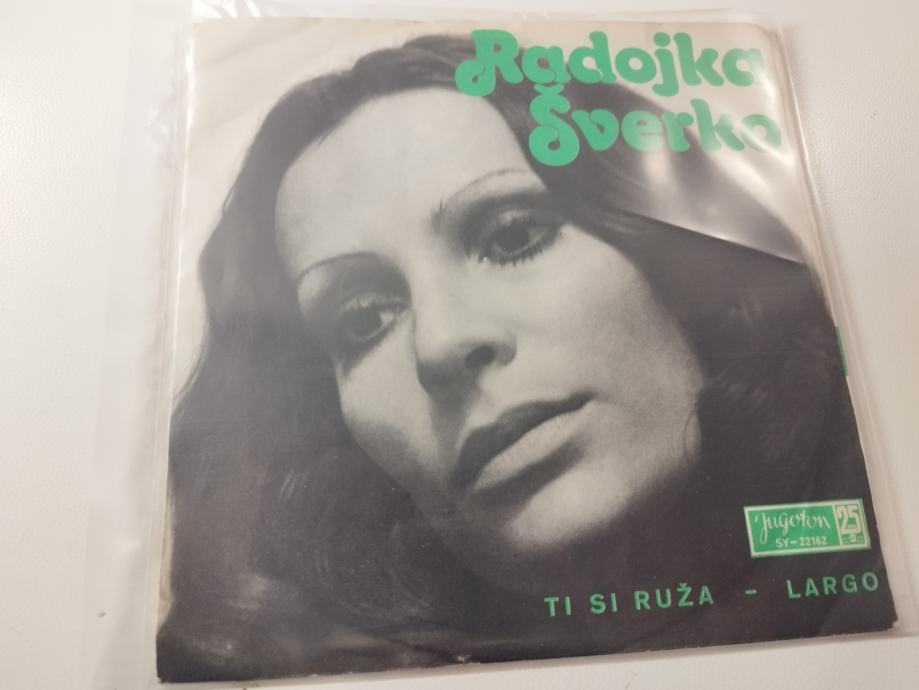 Radojka
Šverko
Jugoton 25
SY-22162
TI SI RUŽA - LARGO